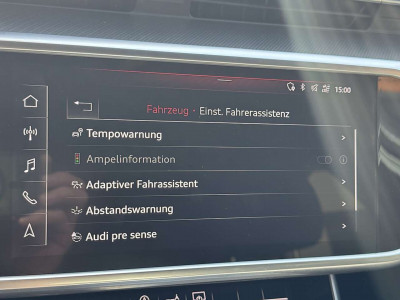 15:00
Fahrzeug · Einst. Fahrerassistenz
Tempowarnung
Ampelinformation
Adaptiver Fahrassistent
Abstandswarnung
Audi pre sense